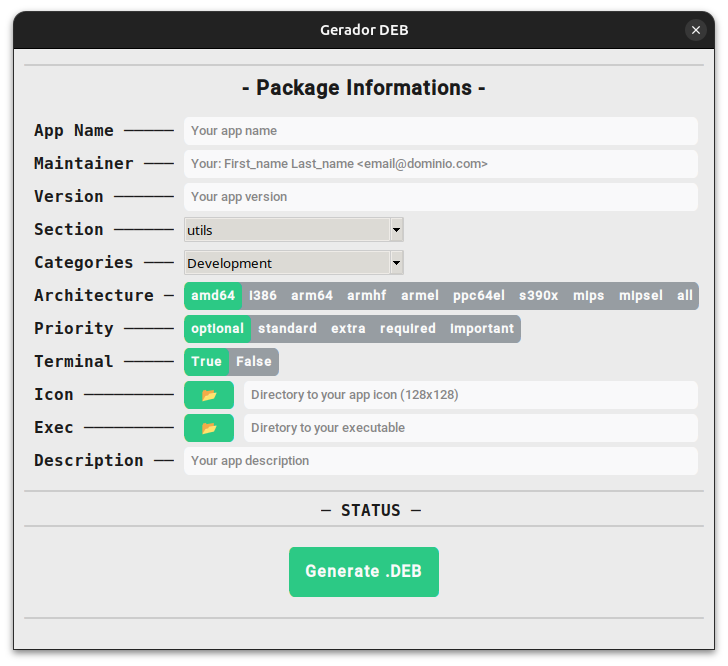 Gerador DEB
- Package Informations -
App Name ───── Your app name
Maintainer ─── Your: First_name Last_name <email@dominio.com>
Version ────── Your app version
Section ────── utils
Categories ─── Development
Architecture ─ amd64 i386 arm64 armhf armel ppc64el s390x mips mipsel all
Priority ───── optional standard extra required important
Terminal ───── True False
Icon ───────── Directory to your app icon (128x128)
Exec ───────── Diretory to your executable
Description ── Your app description
─ STATUS ─
Generate .DEB